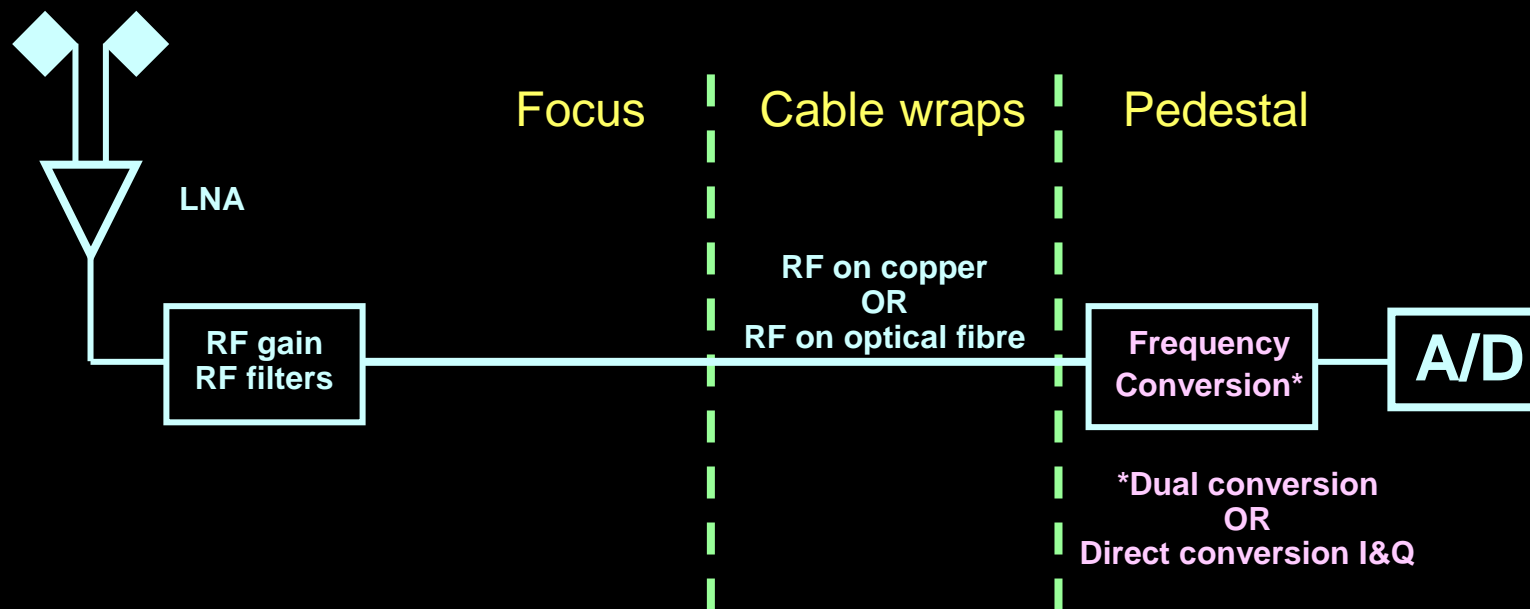 Focus
Cable wraps
Pedestal
LNA
RF on copper
OR
RF on optical fibre
RF gain
RF filters
Frequency
Conversion*
A/D
*Dual conversion
OR
Direct conversion I&Q